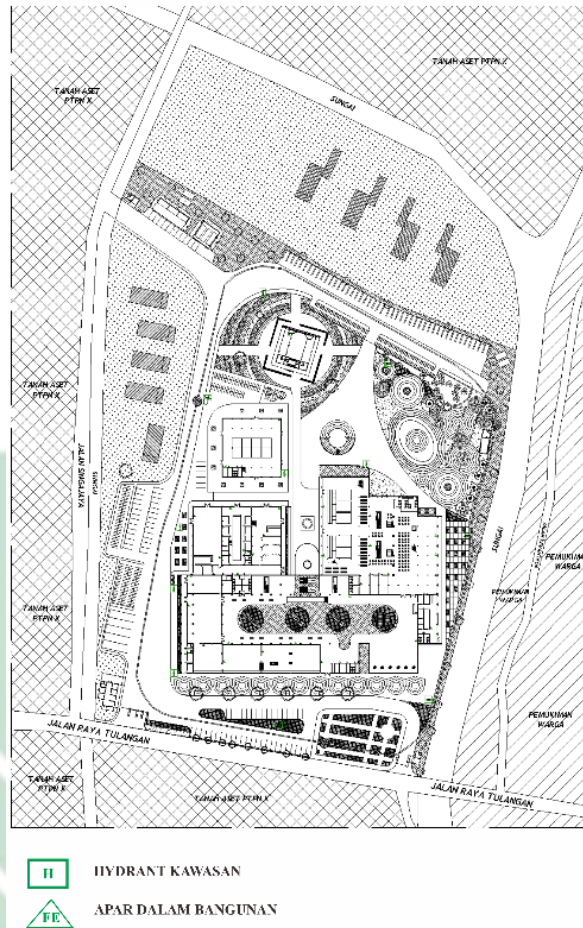 TANAH ASET PTPN X
TANAH ASET
PTPN X
SUNGAI
TANAH ASET
PTPN X
JALAN SINGAJAYA
SUNGAI
SUNGAI
PEMUKIMAN
WARGA
PEMUKIMAN
WARGA
TANAH ASET
PTPN X
PEMUKIMAN
WARGA
JALAN RAYA TULANGAN
JALAN RAYA TULANGAN
TANAH ASET
PTPN X
TANAH ASET PTPN X
H HYDRANT KAWASAN
FE APAR DALAM BANGUNAN